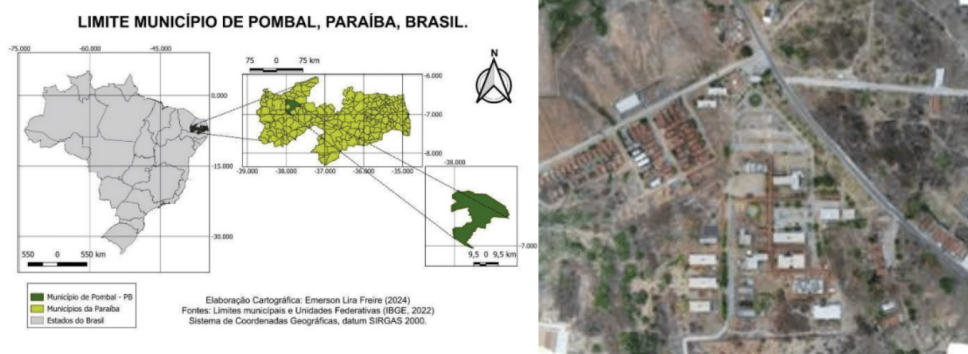 LIMITE MUNICÍPIO DE POMBAL, PARAÍBA, BRASIL.
-75.000 -60.000 -45.000
75 0 75 km
N
0.000
-15.000
-30.000
-6.000
-7.000
-8.000
-39.000 -38.000 -37.000 -36.000 -35.000
-38.000
-7.000
550 0 550 km
9,5 0 9,5 km
Município de Pombal - PB
Municípios da Paraíba
Estados do Brasil
Elaboração Cartográfica: Emerson Lira Freire (2024)
Fontes: Limites municipais e Unidades Federativas (IBGE, 2022)
Sistema de Coordenadas Geográficas, datum SIRGAS 2000.